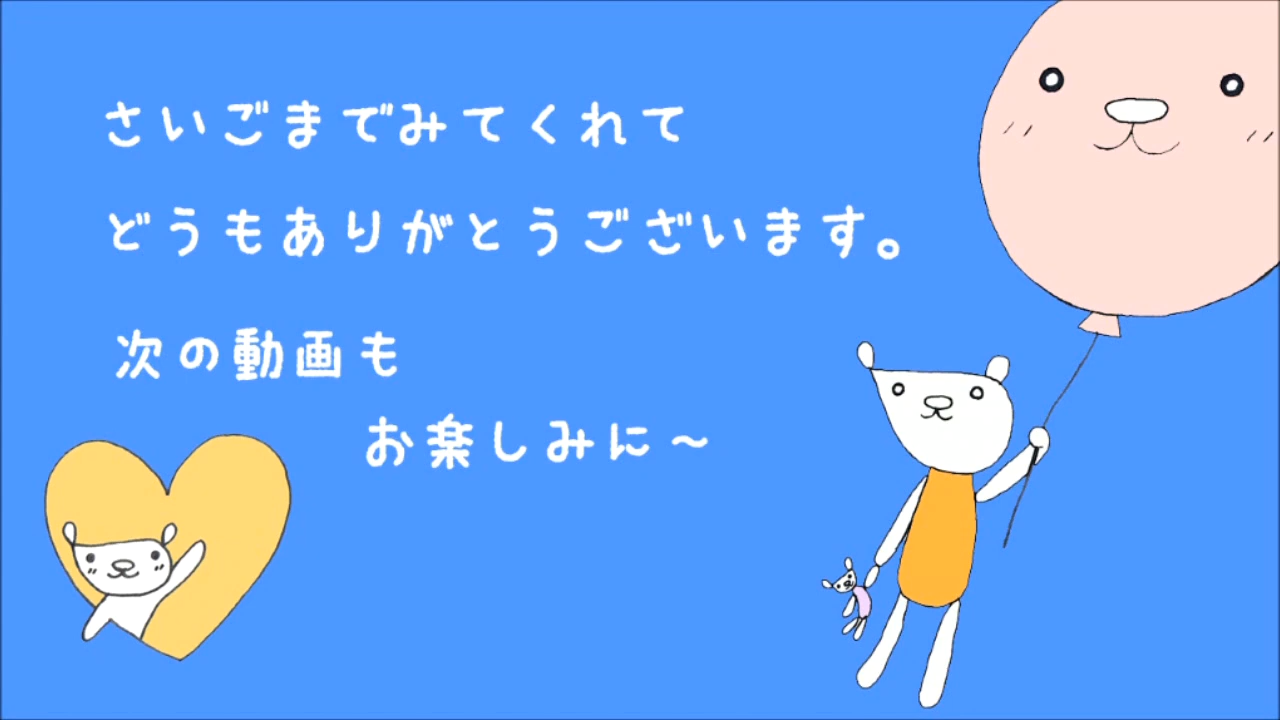 さいごまでみてくれて
どうもありがとうございます。
次の動画も
お楽しみに～